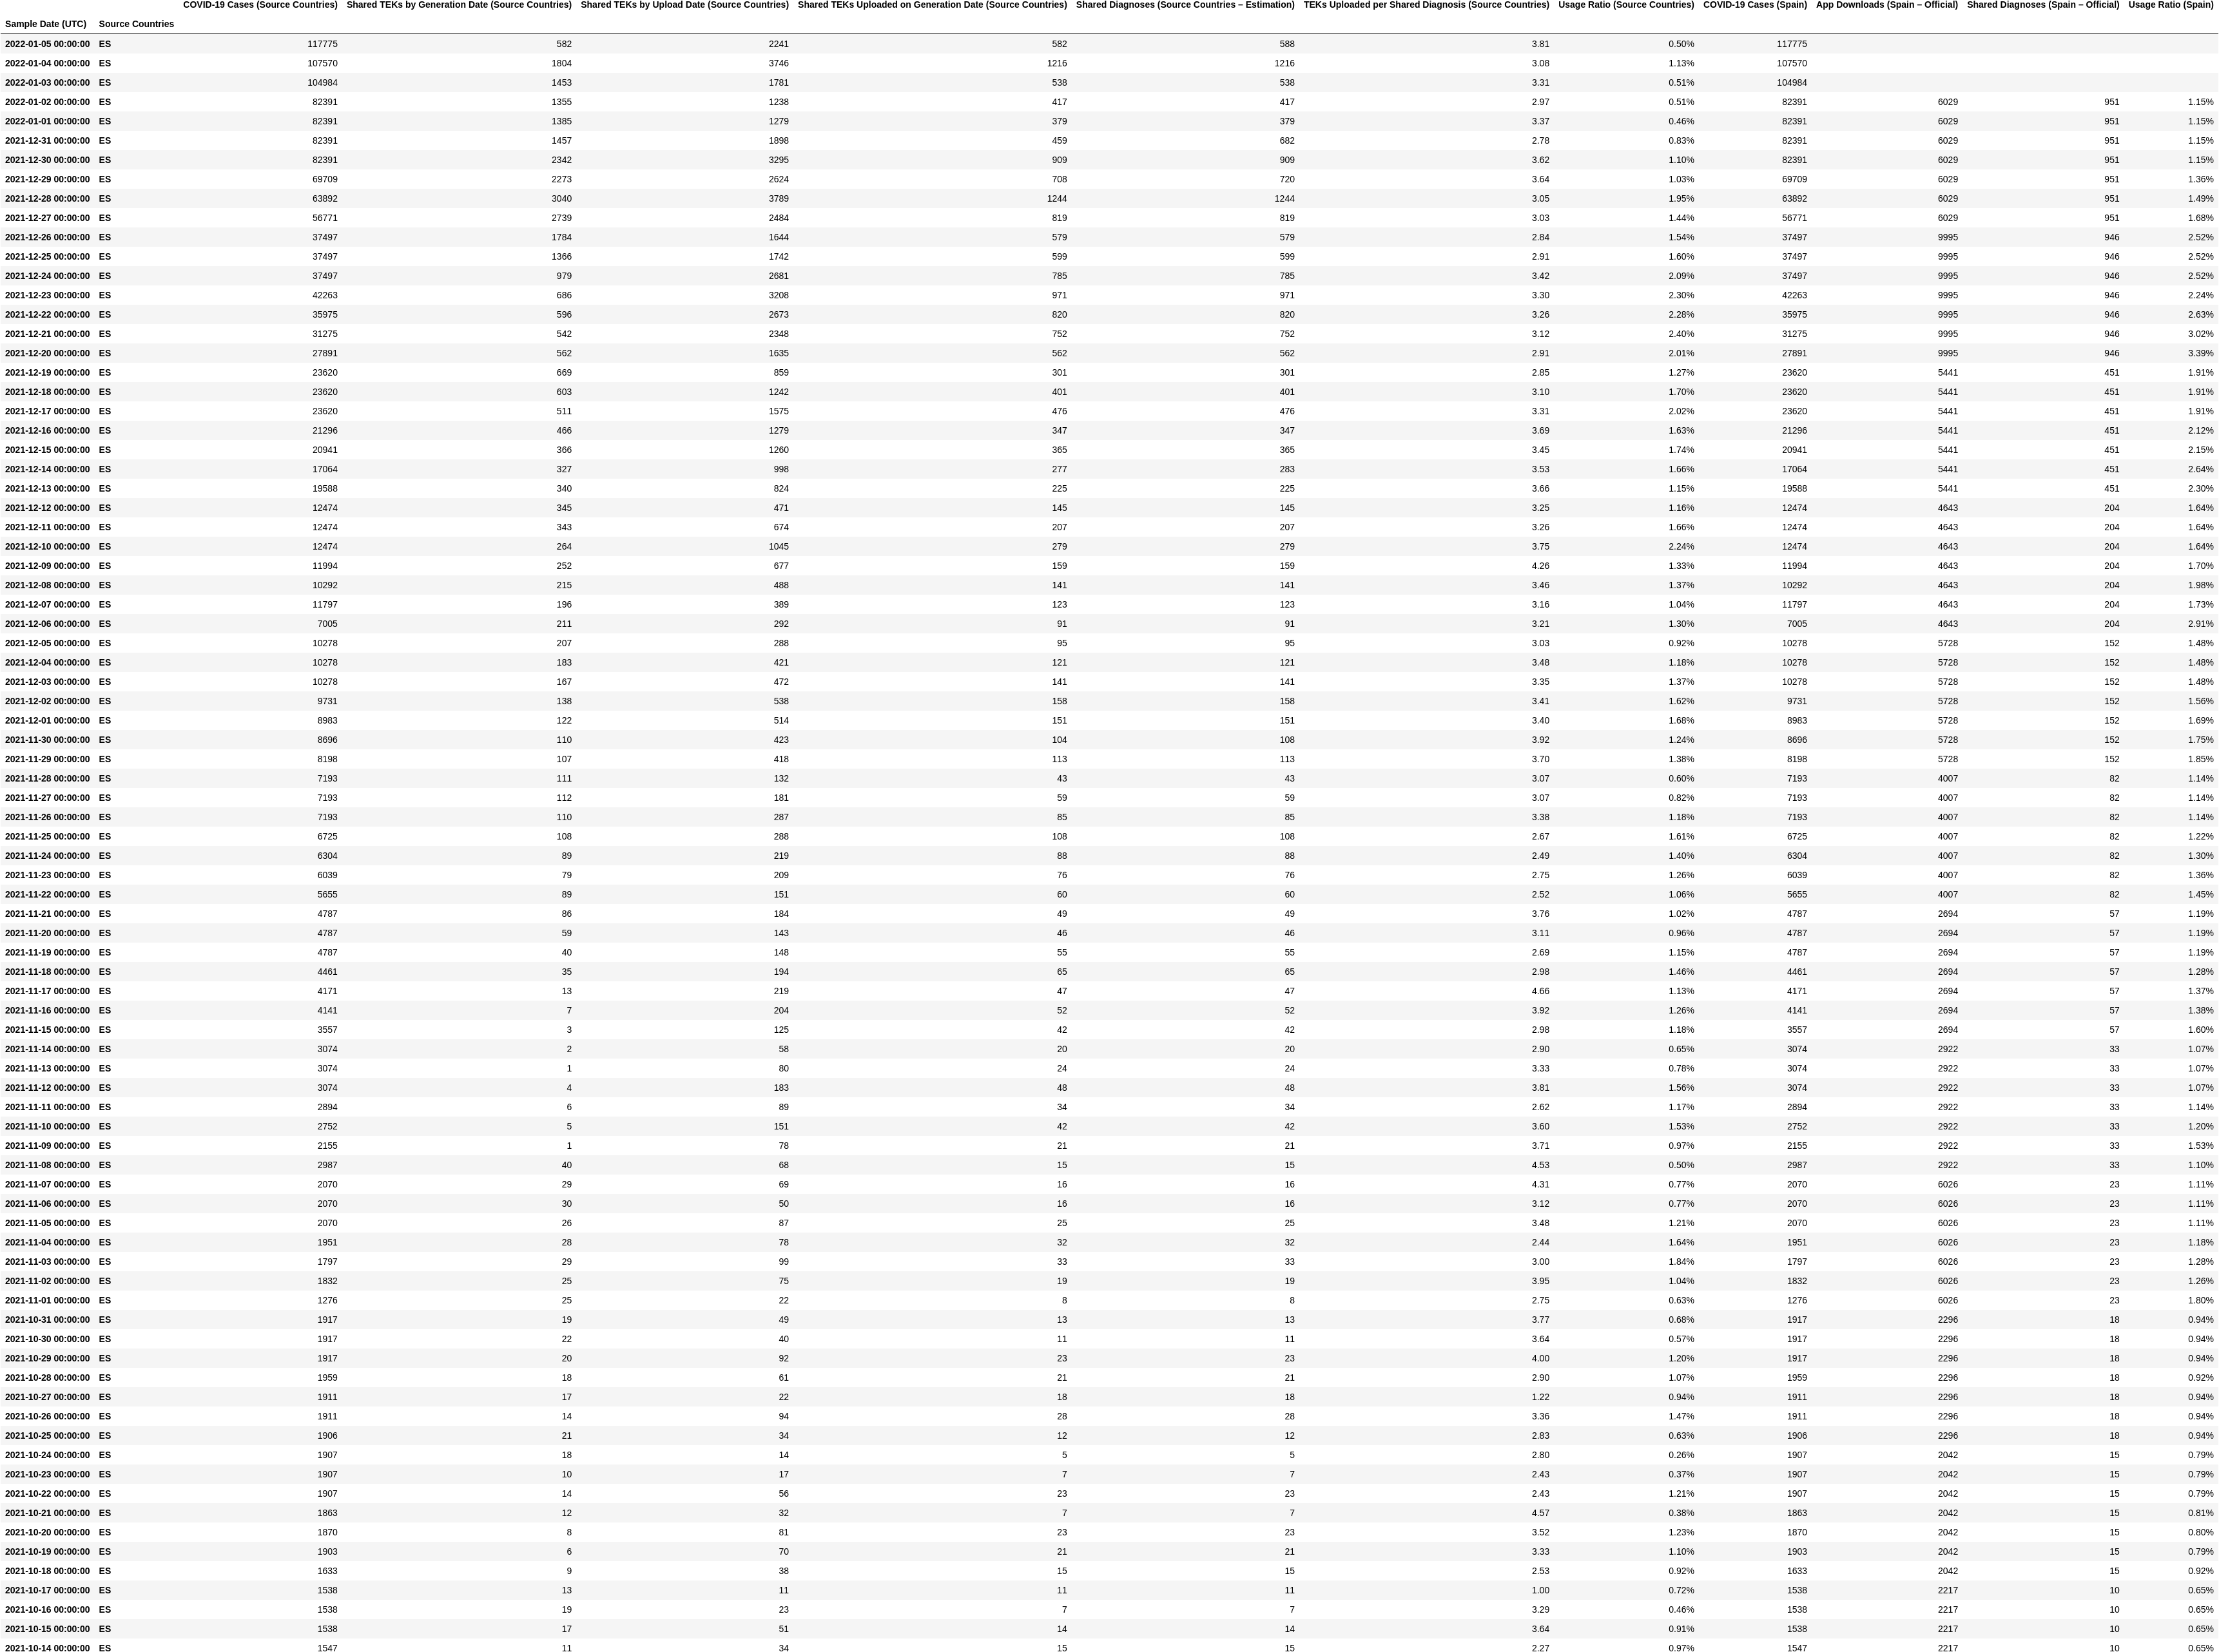 COVID-19 Cases (Source Countries) Shared TEKs by Generation Date (Source Countries) Shared TEKs by Upload Date (Source Countries) Shared TEKs Uploaded on Generation Date (Source Countries) Shared Diagnoses (Source Countries – Estimation) TEKs Uploaded per Shared Diagnosis (Source Countries) Usage Ratio (Source Countries) COVID-19 Cases (Spain) App Downloads (Spain – Official) Shared Diagnoses (Spain – Official) Usage Ratio (Spain)
Sample Date (UTC) Source Countries
2022-01-05 00:00:00 ES 117775 582 2241 582 588 3.81 0.50% 117775
2022-01-04 00:00:00 ES 107570 1804 3746 1216 1216 3.08 1.13% 107570
2022-01-03 00:00:00 ES 104984 1453 1781 538 538 3.31 0.51% 104984
2022-01-02 00:00:00 ES 82391 1355 1238 417 417 2.97 0.51% 82391 6029 951 1.15%
2022-01-01 00:00:00 ES 82391 1385 1279 379 379 3.37 0.46% 82391 6029 951 1.15%
2021-12-31 00:00:00 ES 82391 1457 1898 459 682 2.78 0.83% 82391 6029 951 1.15%
2021-12-30 00:00:00 ES 82391 2342 3295 909 909 3.62 1.10% 82391 6029 951 1.15%
2021-12-29 00:00:00 ES 69709 2273 2624 708 720 3.64 1.03% 69709 6029 951 1.36%
2021-12-28 00:00:00 ES 63892 3040 3789 1244 1244 3.05 1.95% 63892 6029 951 1.49%
2021-12-27 00:00:00 ES 56771 2739 2484 819 819 3.03 1.44% 56771 6029 951 1.68%
2021-12-26 00:00:00 ES 37497 1784 1644 579 579 2.84 1.54% 37497 9995 946 2.52%
2021-12-25 00:00:00 ES 37497 1366 1742 599 599 2.91 1.60% 37497 9995 946 2.52%
2021-12-24 00:00:00 ES 37497 979 2681 785 785 3.42 2.09% 37497 9995 946 2.52%
2021-12-23 00:00:00 ES 42263 686 3208 971 971 3.30 2.30% 42263 9995 946 2.24%
2021-12-22 00:00:00 ES 35975 596 2673 820 820 3.26 2.28% 35975 9995 946 2.63%
2021-12-21 00:00:00 ES 31275 542 2348 752 752 3.12 2.40% 31275 9995 946 3.02%
2021-12-20 00:00:00 ES 27891 562 1635 562 562 2.91 2.01% 27891 9995 946 3.39%
2021-12-19 00:00:00 ES 23620 669 859 301 301 2.85 1.27% 23620 5441 451 1.91%
2021-12-18 00:00:00 ES 23620 603 1242 401 401 3.10 1.70% 23620 5441 451 1.91%
2021-12-17 00:00:00 ES 23620 511 1575 476 476 3.31 2.02% 23620 5441 451 1.91%
2021-12-16 00:00:00 ES 21296 466 1279 347 347 3.69 1.63% 21296 5441 451 2.12%
2021-12-15 00:00:00 ES 20941 366 1260 365 365 3.45 1.74% 20941 5441 451 2.15%
2021-12-14 00:00:00 ES 17064 327 998 277 283 3.53 1.66% 17064 5441 451 2.64%
2021-12-13 00:00:00 ES 19588 340 824 225 225 3.66 1.15% 19588 5441 451 2.30%
2021-12-12 00:00:00 ES 12474 345 471 145 145 3.25 1.16% 12474 4643 204 1.64%
2021-12-11 00:00:00 ES 12474 343 674 207 207 3.26 1.66% 12474 4643 204 1.64%
2021-12-10 00:00:00 ES 12474 264 1045 279 279 3.75 2.24% 12474 4643 204 1.64%
2021-12-09 00:00:00 ES 11994 252 677 159 159 4.26 1.33% 11994 4643 204 1.70%
2021-12-08 00:00:00 ES 10292 215 488 141 141 3.46 1.37% 10292 4643 204 1.98%
2021-12-07 00:00:00 ES 11797 196 389 123 123 3.16 1.04% 11797 4643 204 1.73%
2021-12-06 00:00:00 ES 7005 211 292 91 91 3.21 1.30% 7005 4643 204 2.91%
2021-12-05 00:00:00 ES 10278 207 288 95 95 3.03 0.92% 10278 5728 152 1.48%
2021-12-04 00:00:00 ES 10278 183 421 121 121 3.48 1.18% 10278 5728 152 1.48%
2021-12-03 00:00:00 ES 10278 167 472 141 141 3.35 1.37% 10278 5728 152 1.48%
2021-12-02 00:00:00 ES 9731 138 538 158 158 3.41 1.62% 9731 5728 152 1.56%
2021-12-01 00:00:00 ES 8983 122 514 151 151 3.40 1.68% 8983 5728 152 1.69%
2021-11-30 00:00:00 ES 8696 110 423 104 108 3.92 1.24% 8696 5728 152 1.75%
2021-11-29 00:00:00 ES 8198 107 418 113 113 3.70 1.38% 8198 5728 152 1.85%
2021-11-28 00:00:00 ES 7193 111 132 43 43 3.07 0.60% 7193 4007 82 1.14%
2021-11-27 00:00:00 ES 7193 112 181 59 59 3.07 0.82% 7193 4007 82 1.14%
2021-11-26 00:00:00 ES 7193 110 287 85 85 3.38 1.18% 7193 4007 82 1.14%
2021-11-25 00:00:00 ES 6725 108 288 108 108 2.67 1.61% 6725 4007 82 1.22%
2021-11-24 00:00:00 ES 6304 89 219 88 88 2.49 1.40% 6304 4007 82 1.30%
2021-11-23 00:00:00 ES 6039 79 209 76 76 2.75 1.26% 6039 4007 82 1.36%
2021-11-22 00:00:00 ES 5655 89 151 60 60 2.52 1.06% 5655 4007 82 1.45%
2021-11-21 00:00:00 ES 4787 86 184 49 49 3.76 1.02% 4787 2694 57 1.19%
2021-11-20 00:00:00 ES 4787 59 143 46 46 3.11 0.96% 4787 2694 57 1.19%
2021-11-19 00:00:00 ES 4787 40 148 55 55 2.69 1.15% 4787 2694 57 1.19%
2021-11-18 00:00:00 ES 4461 35 194 65 65 2.98 1.46% 4461 2694 57 1.28%
2021-11-17 00:00:00 ES 4171 13 219 47 47 4.66 1.13% 4171 2694 57 1.37%
2021-11-16 00:00:00 ES 4141 7 204 52 52 3.92 1.26% 4141 2694 57 1.38%
2021-11-15 00:00:00 ES 3557 3 125 42 42 2.98 1.18% 3557 2694 57 1.60%
2021-11-14 00:00:00 ES 3074 2 58 20 20 2.90 0.65% 3074 2922 33 1.07%
2021-11-13 00:00:00 ES 3074 1 80 24 24 3.33 0.78% 3074 2922 33 1.07%
2021-11-12 00:00:00 ES 3074 4 183 48 48 3.81 1.56% 3074 2922 33 1.07%
2021-11-11 00:00:00 ES 2894 6 89 34 34 2.62 1.17% 2894 2922 33 1.14%
2021-11-10 00:00:00 ES 2752 5 151 42 42 3.60 1.53% 2752 2922 33 1.20%
2021-11-09 00:00:00 ES 2155 1 78 21 21 3.71 0.97% 2155 2922 33 1.53%
2021-11-08 00:00:00 ES 2987 40 68 15 15 4.53 0.50% 2987 2922 33 1.10%
2021-11-07 00:00:00 ES 2070 29 69 16 16 4.31 0.77% 2070 6026 23 1.11%
2021-11-06 00:00:00 ES 2070 30 50 16 16 3.12 0.77% 2070 6026 23 1.11%
2021-11-05 00:00:00 ES 2070 26 87 25 25 3.48 1.21% 2070 6026 23 1.11%
2021-11-04 00:00:00 ES 1951 28 78 32 32 2.44 1.64% 1951 6026 23 1.18%
2021-11-03 00:00:00 ES 1797 29 99 33 33 3.00 1.84% 1797 6026 23 1.28%
2021-11-02 00:00:00 ES 1832 25 75 19 19 3.95 1.04% 1832 6026 23 1.26%
2021-11-01 00:00:00 ES 1276 25 22 8 8 2.75 0.63% 1276 6026 23 1.80%
2021-10-31 00:00:00 ES 1917 19 49 13 13 3.77 0.68% 1917 2296 18 0.94%
2021-10-30 00:00:00 ES 1917 22 40 11 11 3.64 0.57% 1917 2296 18 0.94%
2021-10-29 00:00:00 ES 1917 20 92 23 23 4.00 1.20% 1917 2296 18 0.94%
2021-10-28 00:00:00 ES 1959 18 61 21 21 2.90 1.07% 1959 2296 18 0.92%
2021-10-27 00:00:00 ES 1911 17 22 18 18 1.22 0.94% 1911 2296 18 0.94%
2021-10-26 00:00:00 ES 1911 14 94 28 28 3.36 1.47% 1911 2296 18 0.94%
2021-10-25 00:00:00 ES 1906 21 34 12 12 2.83 0.63% 1906 2296 18 0.94%
2021-10-24 00:00:00 ES 1907 18 14 5 5 2.80 0.26% 1907 2042 15 0.79%
2021-10-23 00:00:00 ES 1907 10 17 7 7 2.43 0.37% 1907 2042 15 0.79%
2021-10-22 00:00:00 ES 1907 14 56 23 23 2.43 1.21% 1907 2042 15 0.79%
2021-10-21 00:00:00 ES 1863 12 32 7 7 4.57 0.38% 1863 2042 15 0.81%
2021-10-20 00:00:00 ES 1870 8 81 23 23 3.52 1.23% 1870 2042 15 0.80%
2021-10-19 00:00:00 ES 1903 6 70 21 21 3.33 1.10% 1903 2042 15 0.79%
2021-10-18 00:00:00 ES 1633 9 38 15 15 2.53 0.92% 1633 2042 15 0.92%
2021-10-17 00:00:00 ES 1538 13 11 11 11 1.00 0.72% 1538 2217 10 0.65%
2021-10-16 00:00:00 ES 1538 19 23 7 7 3.29 0.46% 1538 2217 10 0.65%
2021-10-15 00:00:00 ES 1538 17 51 14 14 3.64 0.91% 1538 2217 10 0.65%
2021-10-14 00:00:00 ES 1547 11 34 15 15 2.27 0.97% 1547 2217 10 0.65%